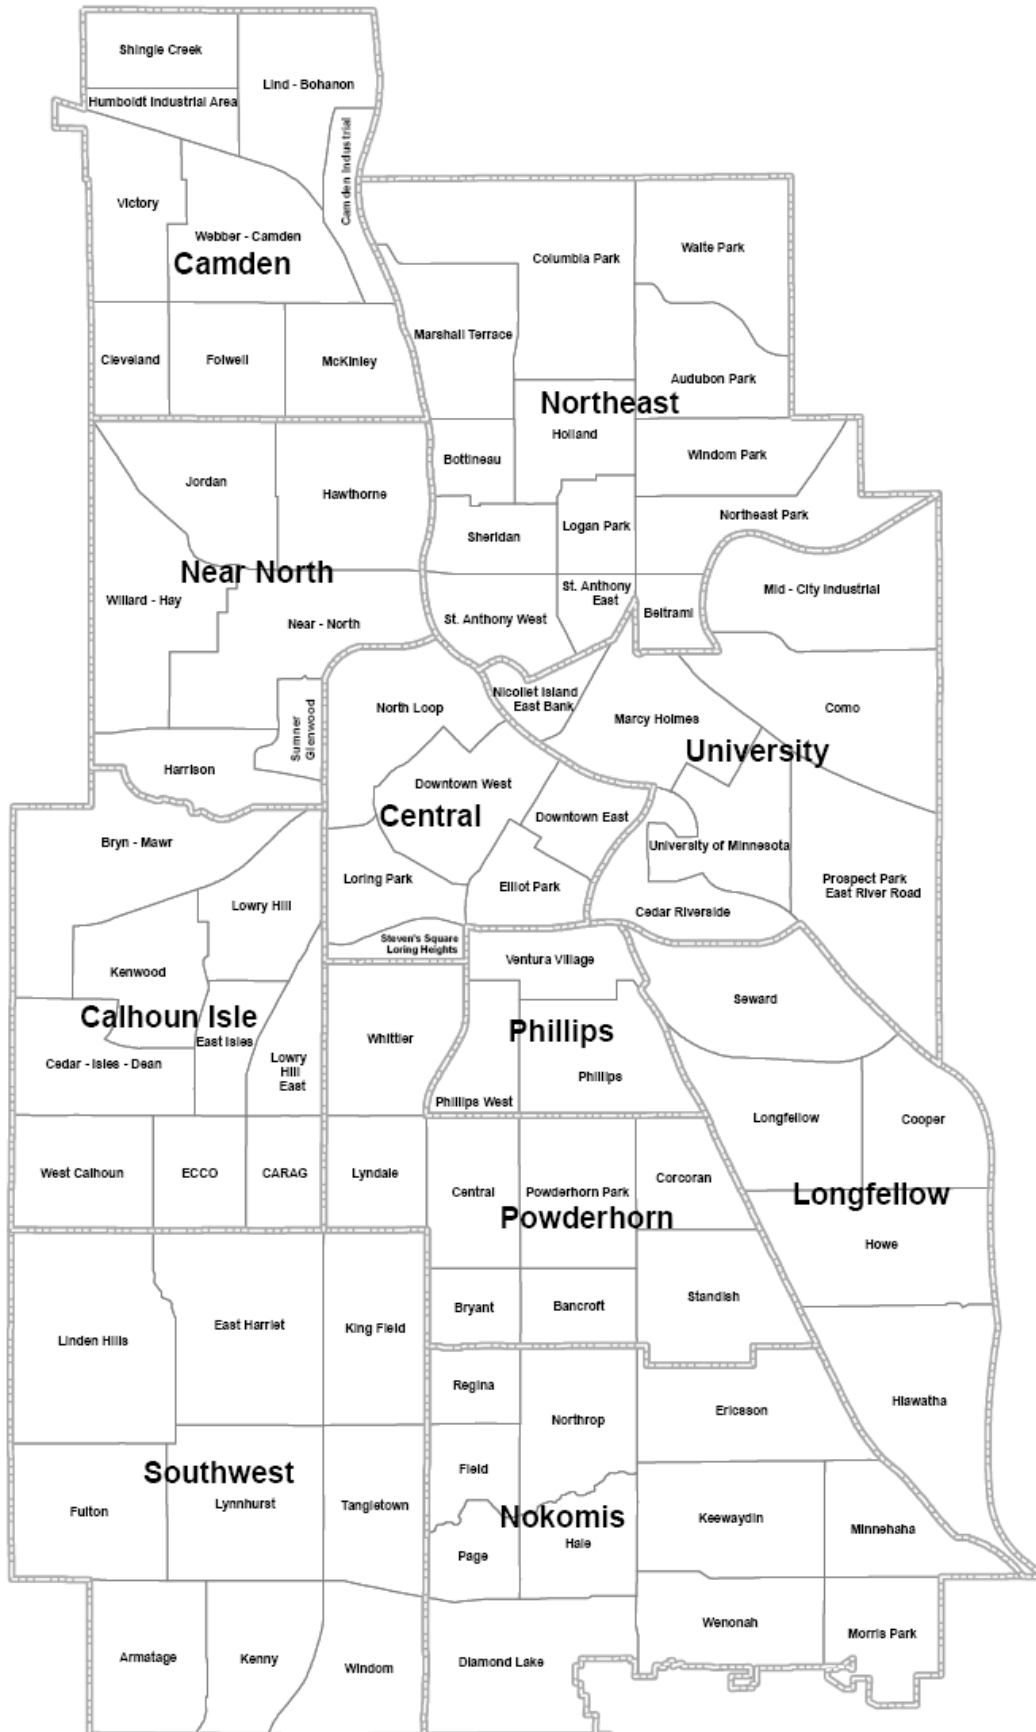 Shingle Creek
Lind - Bohanon
Humboldt Industrial Area
Camden Industrial
Victory
Webber - Camden
Camden
Columbia Park
Waite Park
Marshall Terrace
Cleveland
Folwell
McKinley
Audubon Park
Northeast
Holland
Bottineau
Windom Park
Jordan
Hawthorne
Sheridan
Logan Park
Northeast Park
Near North
Willard - Hay
Near - North
St. Anthony West
St. Anthony
East
Beltrami
Mid - City Industrial
Nicollet Island
East Bank
North Loop
Marcy Holmes
Como
University
Sumner
Glenwood
Harrison
Downtown West
Central
Downtown East
Bryn - Mawr
University of Minnesota
Loring Park
Elliot Park
Prospect Park
East River Road
Lowry Hill
Cedar Riverside
Steven's Square
Loring Heights
Ventura Village
Kenwood
Seward
Calhoun Isle
East Isles
Whittier
Phillips
Cedar - Isles - Dean
Lowry
Hill
East
Phillips
Phillips West
Longfellow
Cooper
West Calhoun
ECCO
CARAG
Lyndale
Central
Powderhorn Park
Corcoran
Longfellow
Powderhorn
Howe
Bryant
Bancroft
Standish
Linden Hills
East Harriet
King Field
Regina
Northrop
Ericsson
Hiawatha
Southwest
Field
Fulton
Lynnhurst
Tangletown
Nokomis
Keewaydin
Minnehaha
Page
Hale
Wenonah
Morris Park
Armatage
Kenny
Windom
Diamond Lake